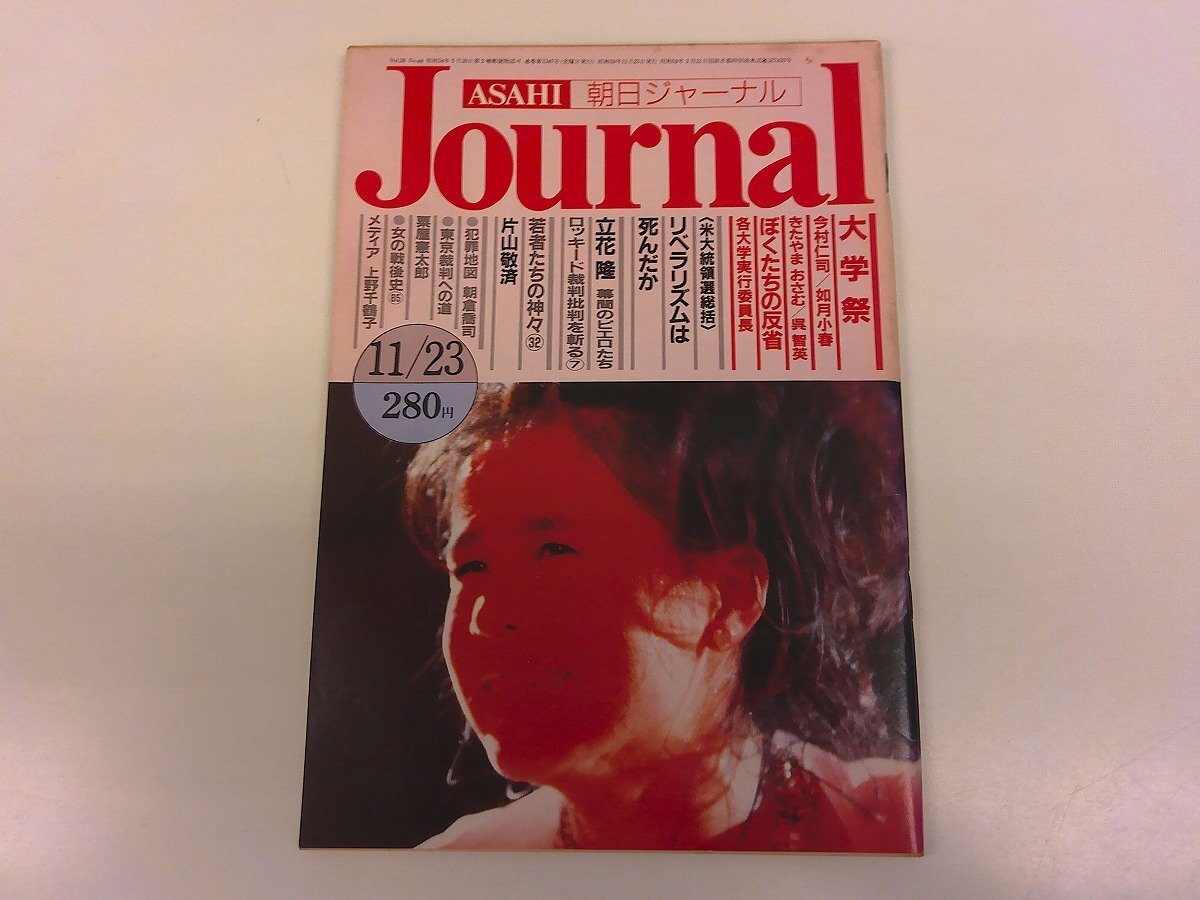 ASAHI 朝日ジャーナル
Journal
大学祭
今村仁司/如月小春
きたやま おさむ/呉 智英
ぼくたちの反省
各大学実行委員長
〈米大統領選総括〉
リベラリズムは
死んだか
立花 隆 幕間のピエロたち
ロッキード裁判批判を斬る⑦
若者たちの神々㉜
片山敬済
●犯罪地図 朝倉喬司
●東京裁判への道
粟屋憲太郎
●女の戦後史㊺
メディア 上野千鶴子
11/23
280円